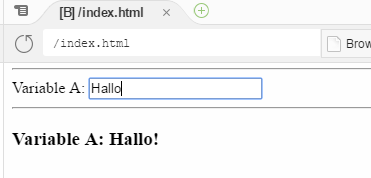 [B] /index.html
/index.html
Brow
Variable A: Hallo
Variable A: Hallo!